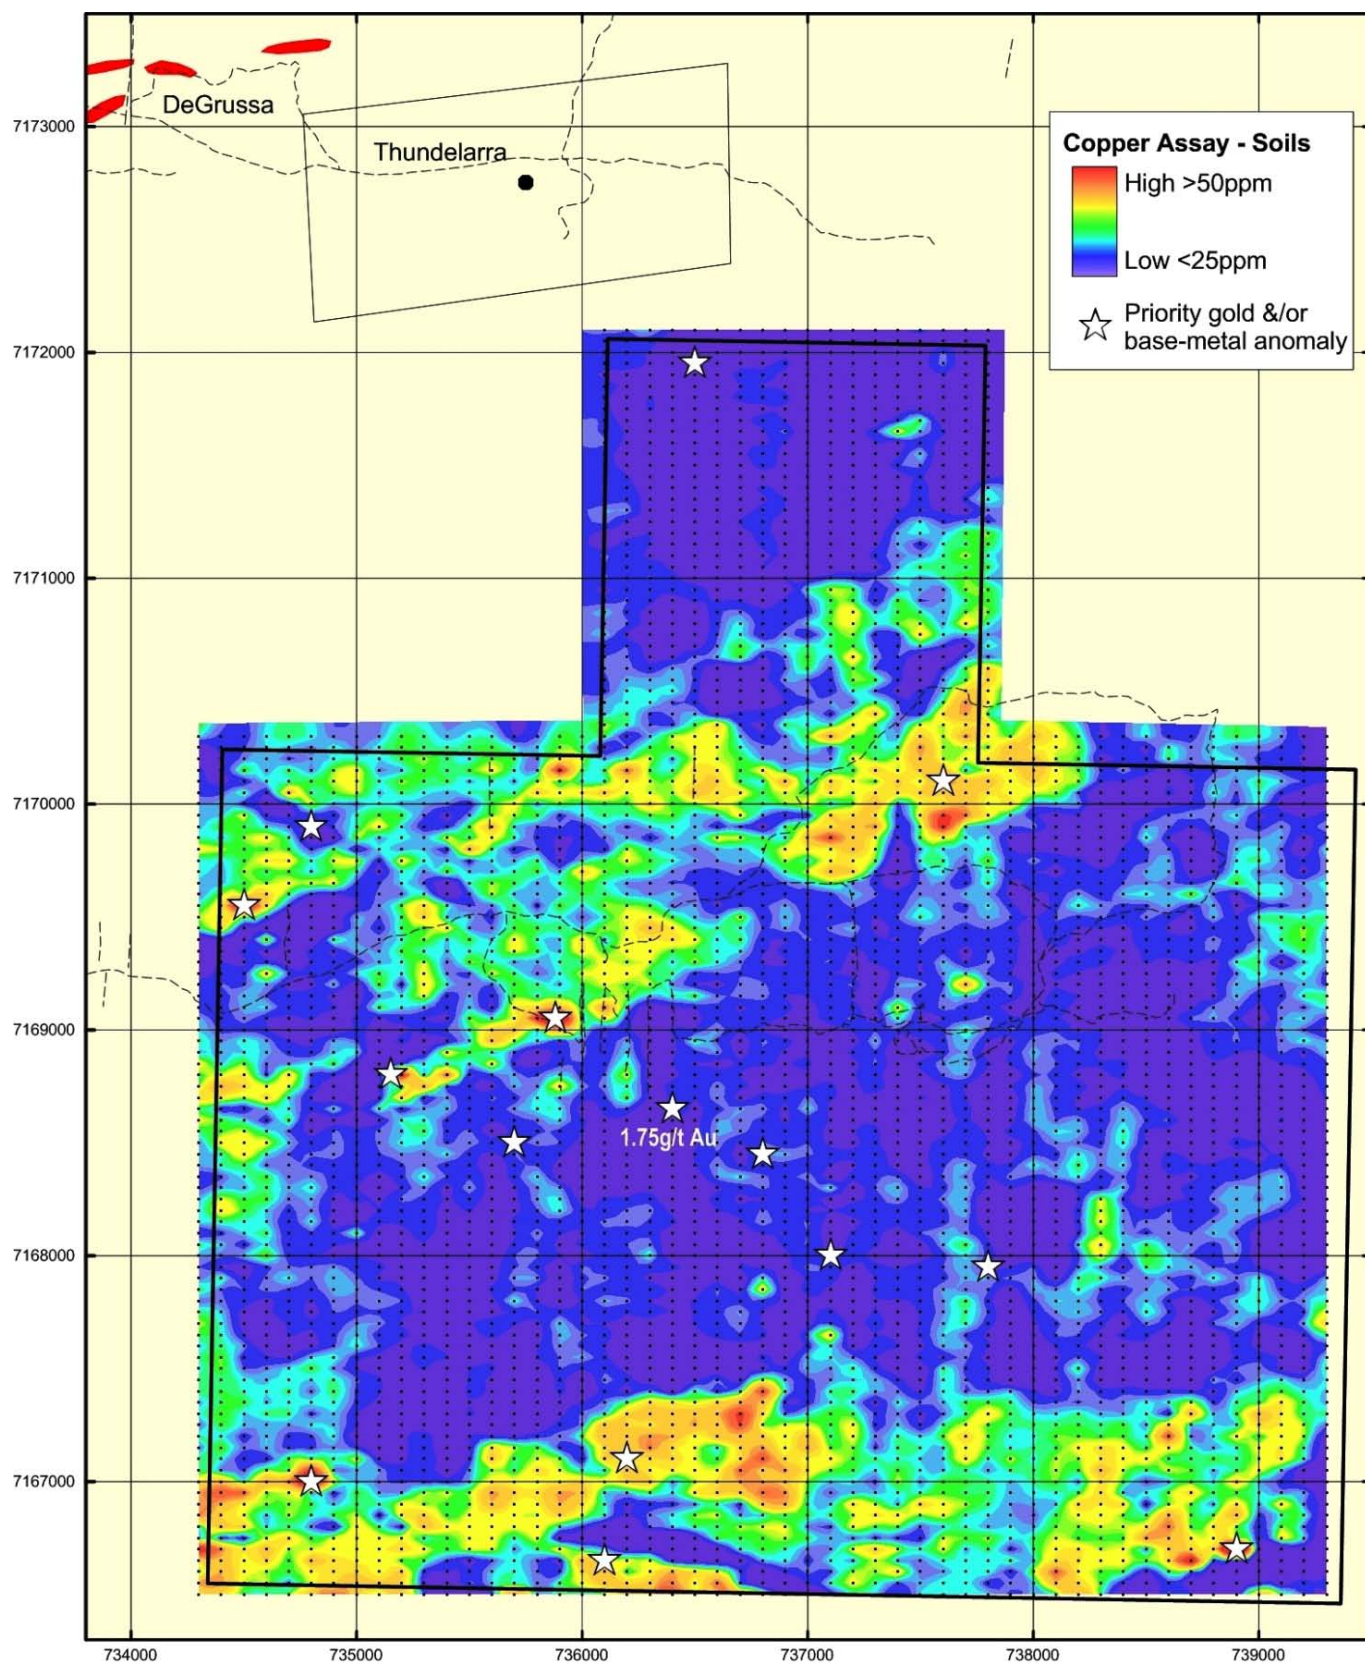 DeGrussa
7173000
Thundelarra
Copper Assay - Soils
High >50ppm
Low <25ppm
Priority gold &/or
base-metal anomaly
7172000
7171000
7170000
7169000
1.75g/t Au
7168000
7167000
734000
735000
736000
737000
738000
739000